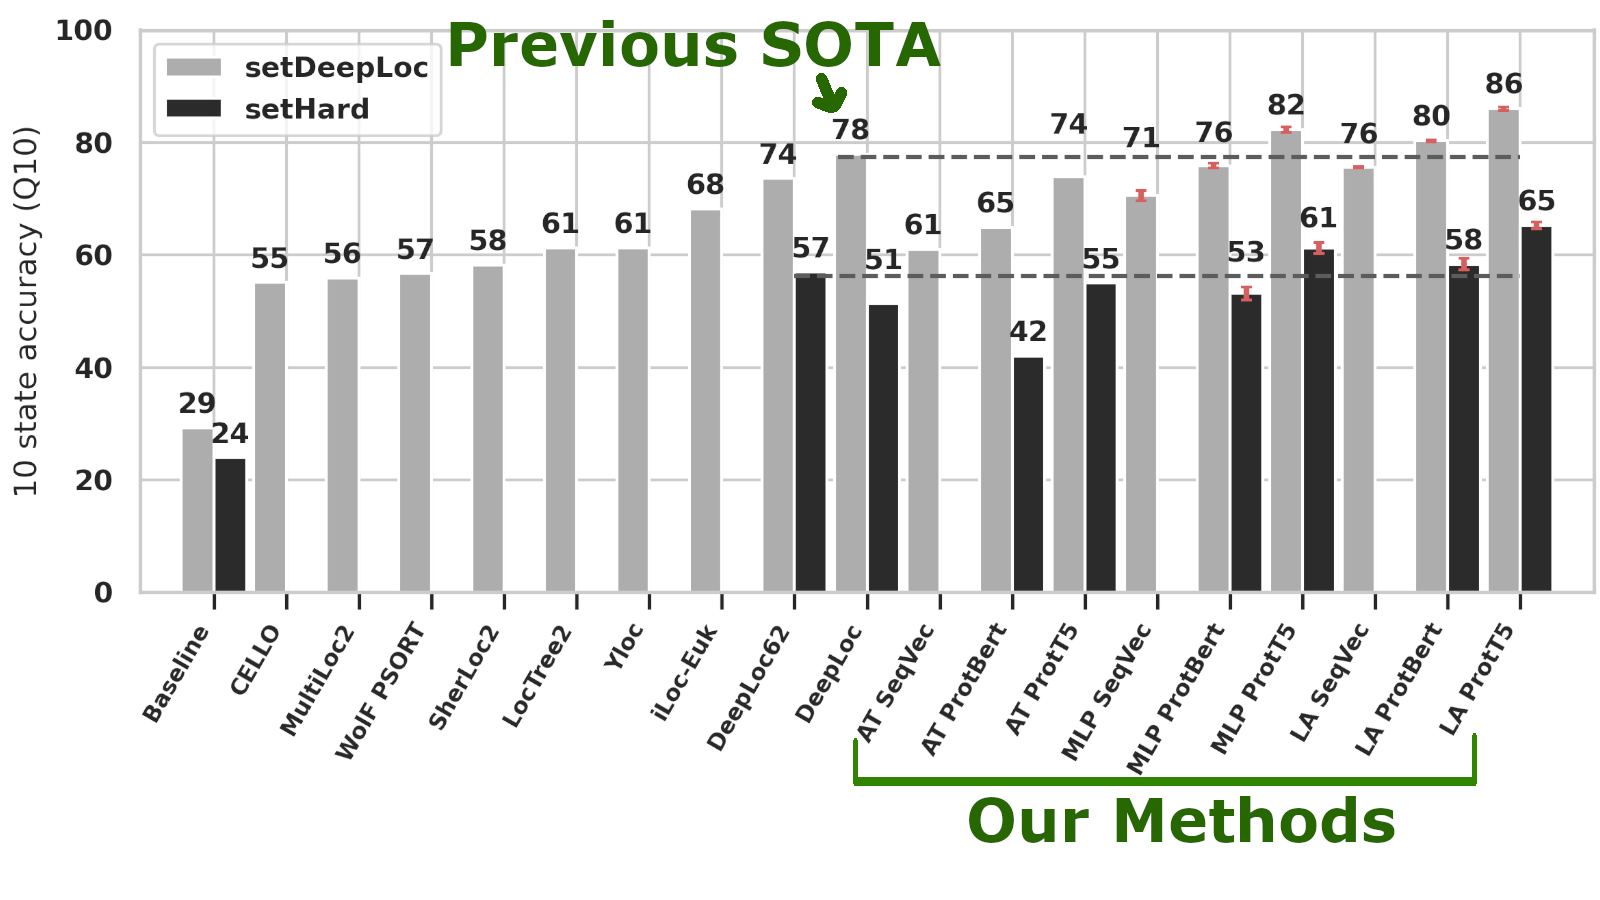 Previous SOTA
setDeepLoc
setHard
10 state accuracy (Q10)
100
80
60
40
20
0
29
24
55
56
57
58
61
61
68
74
57
78
51
61
65
42
74
55
71
76
53
82
61
76
80
58
86
65
Baseline
CELLO
MultiLoc2
WolF PSORT
SherLoc2
LocTree2
Yloc
iLoc-Euk
DeepLoc62
DeepLoc
AT SeqVec
AT ProtBert
AT ProtT5
MLP SeqVec
MLP ProtBert
MLP ProtT5
LA SeqVec
LA ProtBert
LA ProtT5
Our Methods